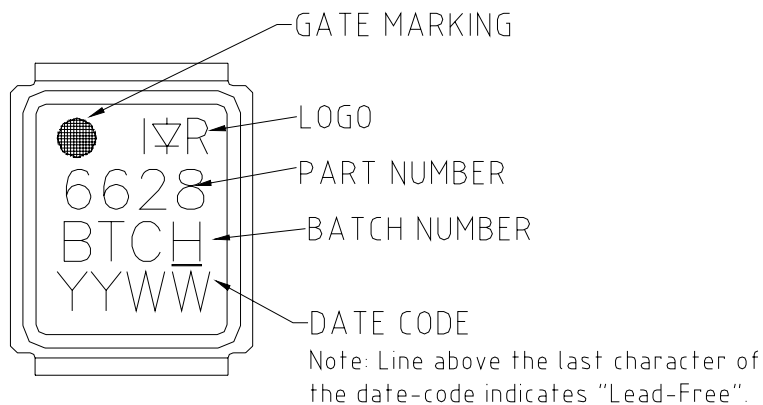 GATE MARKING
IR
LOGO
6628
PART NUMBER
BTCH
BATCH NUMBER
YYWW
DATE CODE
Note: Line above the last character of
the date-code indicates "Lead-Free".